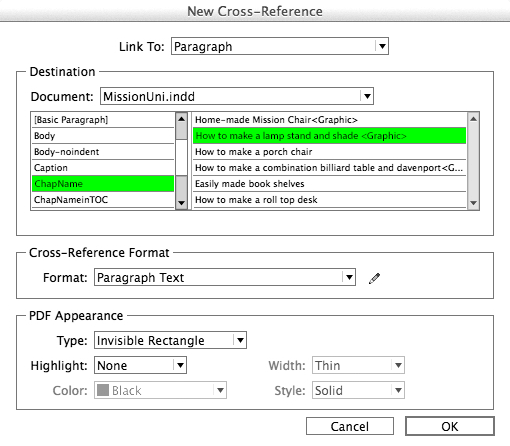 New Cross-Reference
Link To: Paragraph
Destination
Document: MissionUni.indd
[Basic Paragraph]
Body
Body-noindent
Caption
ChapName
ChapNameinTOC
Home-made Mission Chair<Graphic>
How to make a lamp stand and shade <Graphic>
How to make a porch chair
How to make a combination billiard table and davenport<G...
Easily made book shelves
How to make a roll top desk
Cross-Reference Format
Format: Paragraph Text
PDF Appearance
Type: Invisible Rectangle
Highlight: None Width: Thin
Color: Black Style: Solid
Cancel OK